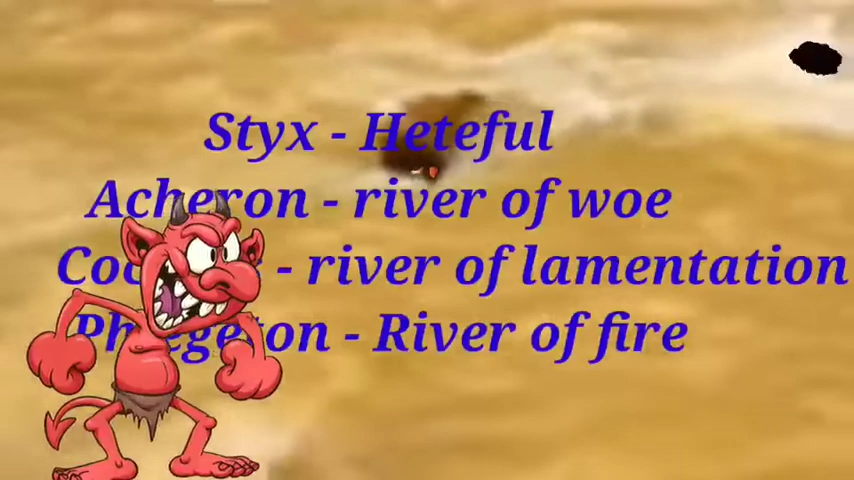 Styx - Heteful
Acheron - river of woe
- river of lamentation
- River of fire